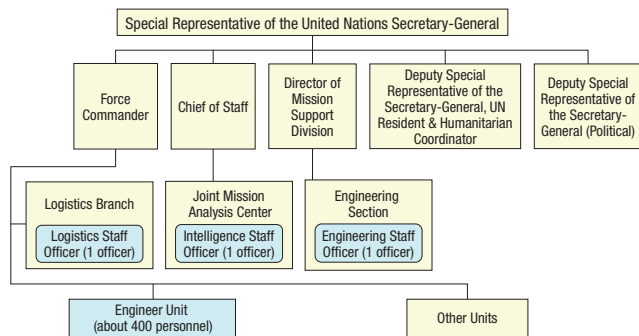 Special Representative of the United Nations Secretary-General
Force
Commander
Chief of Staff
Director of
Mission
Support
Division
Deputy Special
Representative of the
Secretary-General, UN
Resident & Humanitarian
Coordinator
Deputy Special
Representative of
the Secretary-
General (Political)
Logistics Branch
Logistics Staff
Officer (1 officer)
Joint Mission
Analysis Center
Intelligence Staff
Officer (1 officer)
Engineering
Section
Engineering Staff
Officer (1 officer)
Engineer Unit
(about 400 personnel)
Other Units